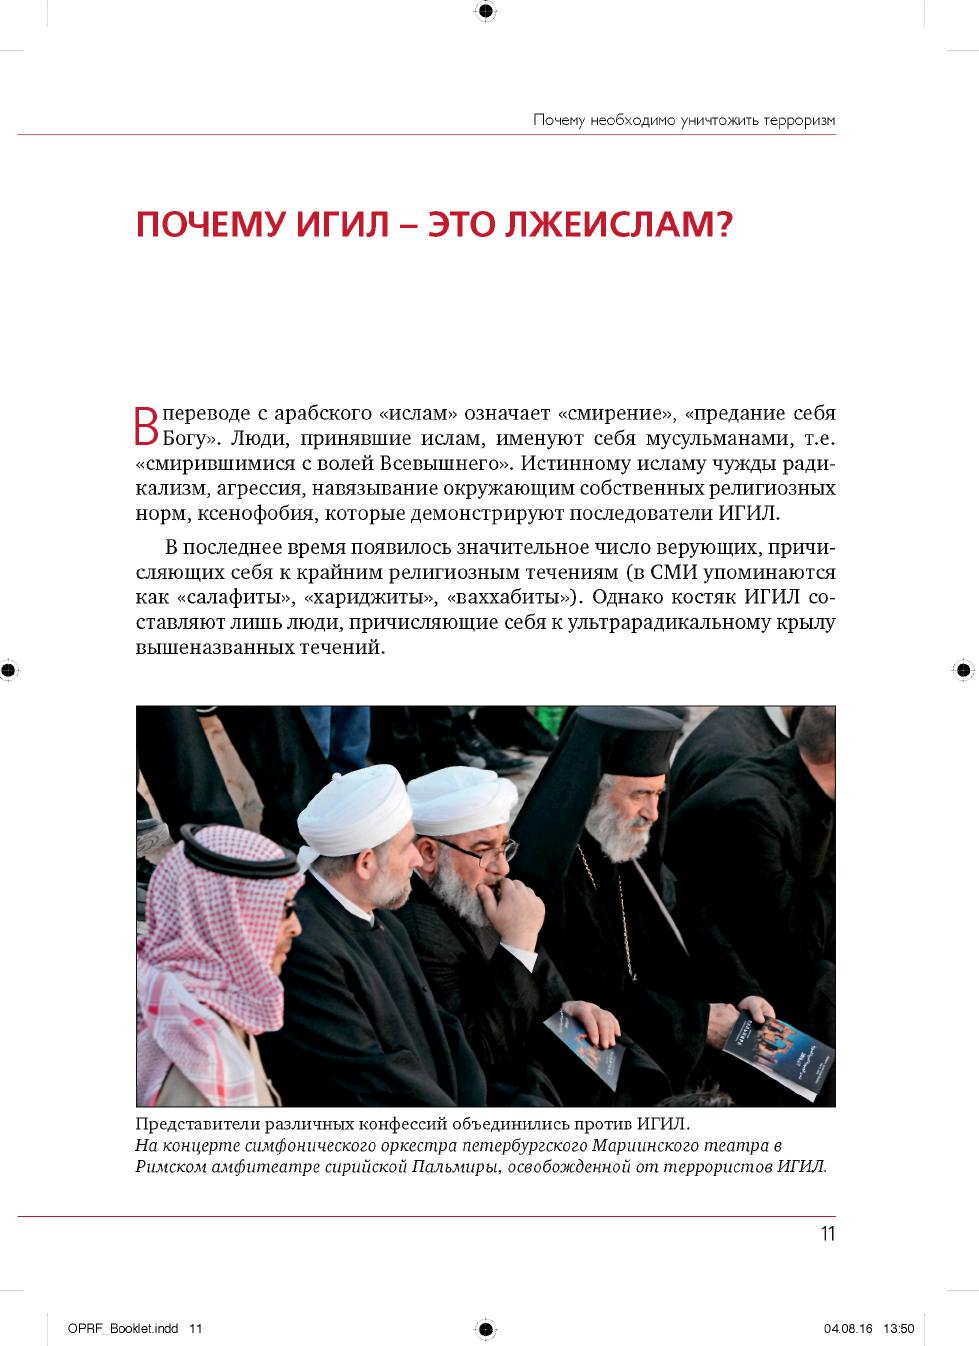 Почему необходимо уничтожить терроризм
ПОЧЕМУ ИГИЛ – ЭТО ЛЖЕИСЛАМ?
В переводе с арабского «ислам» означает «смирение», «предание себя
Богу». Люди, принявшие ислам, именуют себя мусульманами, т.е.
«смирившимися с волей Всевышнего». Истинному исламу чужды ради-
кализм, агрессия, навязывание окружающим собственных религиозных
норм, ксенофобия, которые демонстрируют последователи ИГИЛ.
В последнее время появилось значительное число верующих, причи-
сляющих себя к крайним религиозным течениям (в СМИ упоминаются
как «салафиты», «хариджиты», «ваххабиты»). Однако костяк ИГИЛ со-
ставляют лишь люди, причисляющие себя к ультрарадикальному крылу
вышеназванных течений.
Представители различных конфессий объединились против ИГИЛ.
На концерте симфонического оркестра петербургского Мариинского театра в
Римском амфитеатре сирийской Пальмиры, освобожденной от террористов ИГИЛ.
11
OPRF_Booklet.indd 11
04.08.16 13:50